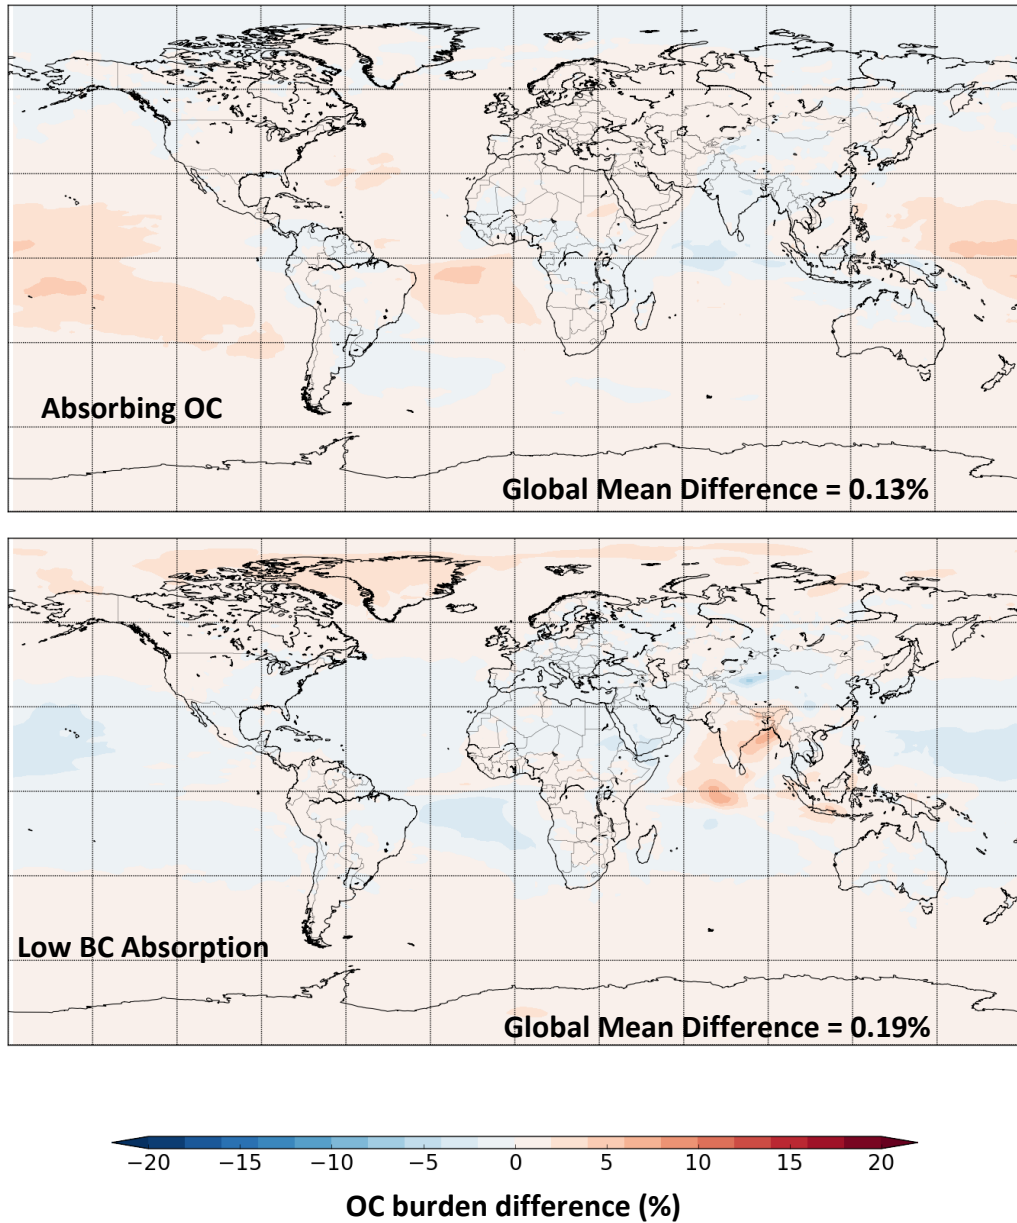 Absorbing OC
Global Mean Difference = 0.13%
Low BC Absorption
Global Mean Difference = 0.19%
−20 −15 −10 −5 0 5 10 15 20
OC burden difference (%)